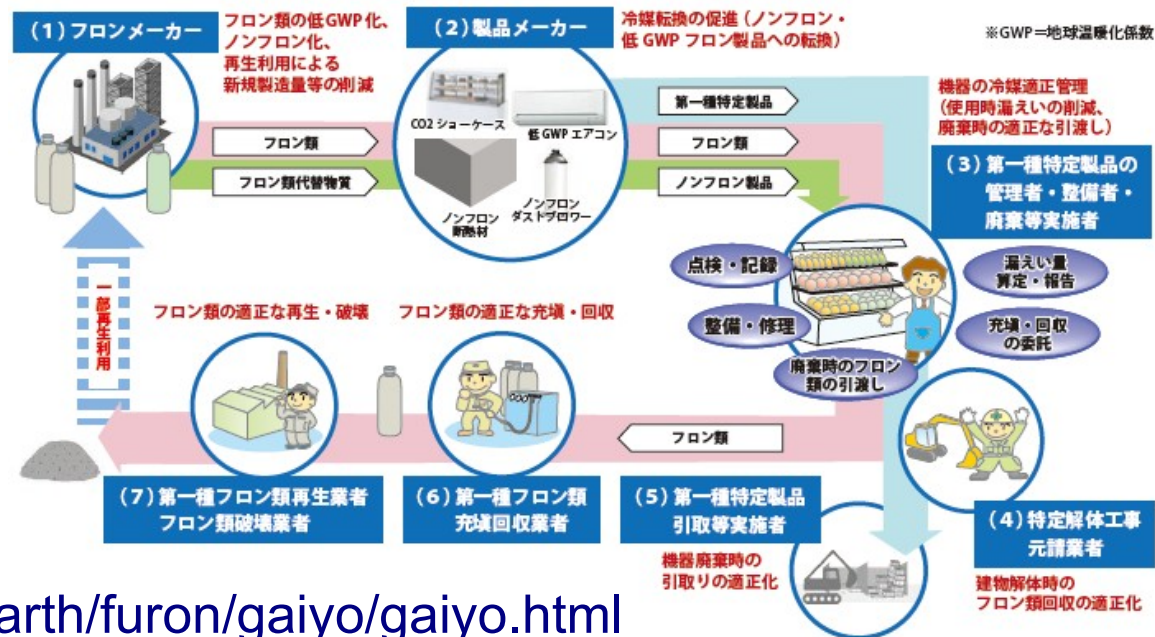 (1)フロンメーカー
フロン類の低GWP化、
ノンフロン化、
再生利用による
新規製造量等の削減
(2)製品メーカー
冷媒転換の促進(ノンフロン・
低GWPフロン製品への転換)
※GWP=地球温暖化係数
CO2ショーケース
低GWPエアコン
ノンフロン
断熱材
ノンフロン
ダストブロワー
フロン類
フロン類代替物質
第一種特定製品
フロン類
ノンフロン製品
機器の冷媒適正管理
(使用時漏えいの削減、
廃棄時の適正な引渡し)
(3)第一種特定製品の
管理者・整備者・
廃棄等実施者
点検・記録
整備・修理
廃棄時のフロン
類の引渡し
漏えい量
算定・報告
充塡・回収
の委託
一部再生利用
フロン類の適正な再生・破壊
フロン類の適正な充塡・回収
フロン類
(7)第一種フロン類再生業者
フロン類破壊業者
(6)第一種フロン類
充塡回収業者
(5)第一種特定製品
引取等実施者
機器廃棄時の
引取りの適正化
(4)特定解体工事
元請業者
建物解体時の
フロン類回収の適正化
arth/furon/gaiyo/gaiyo.html